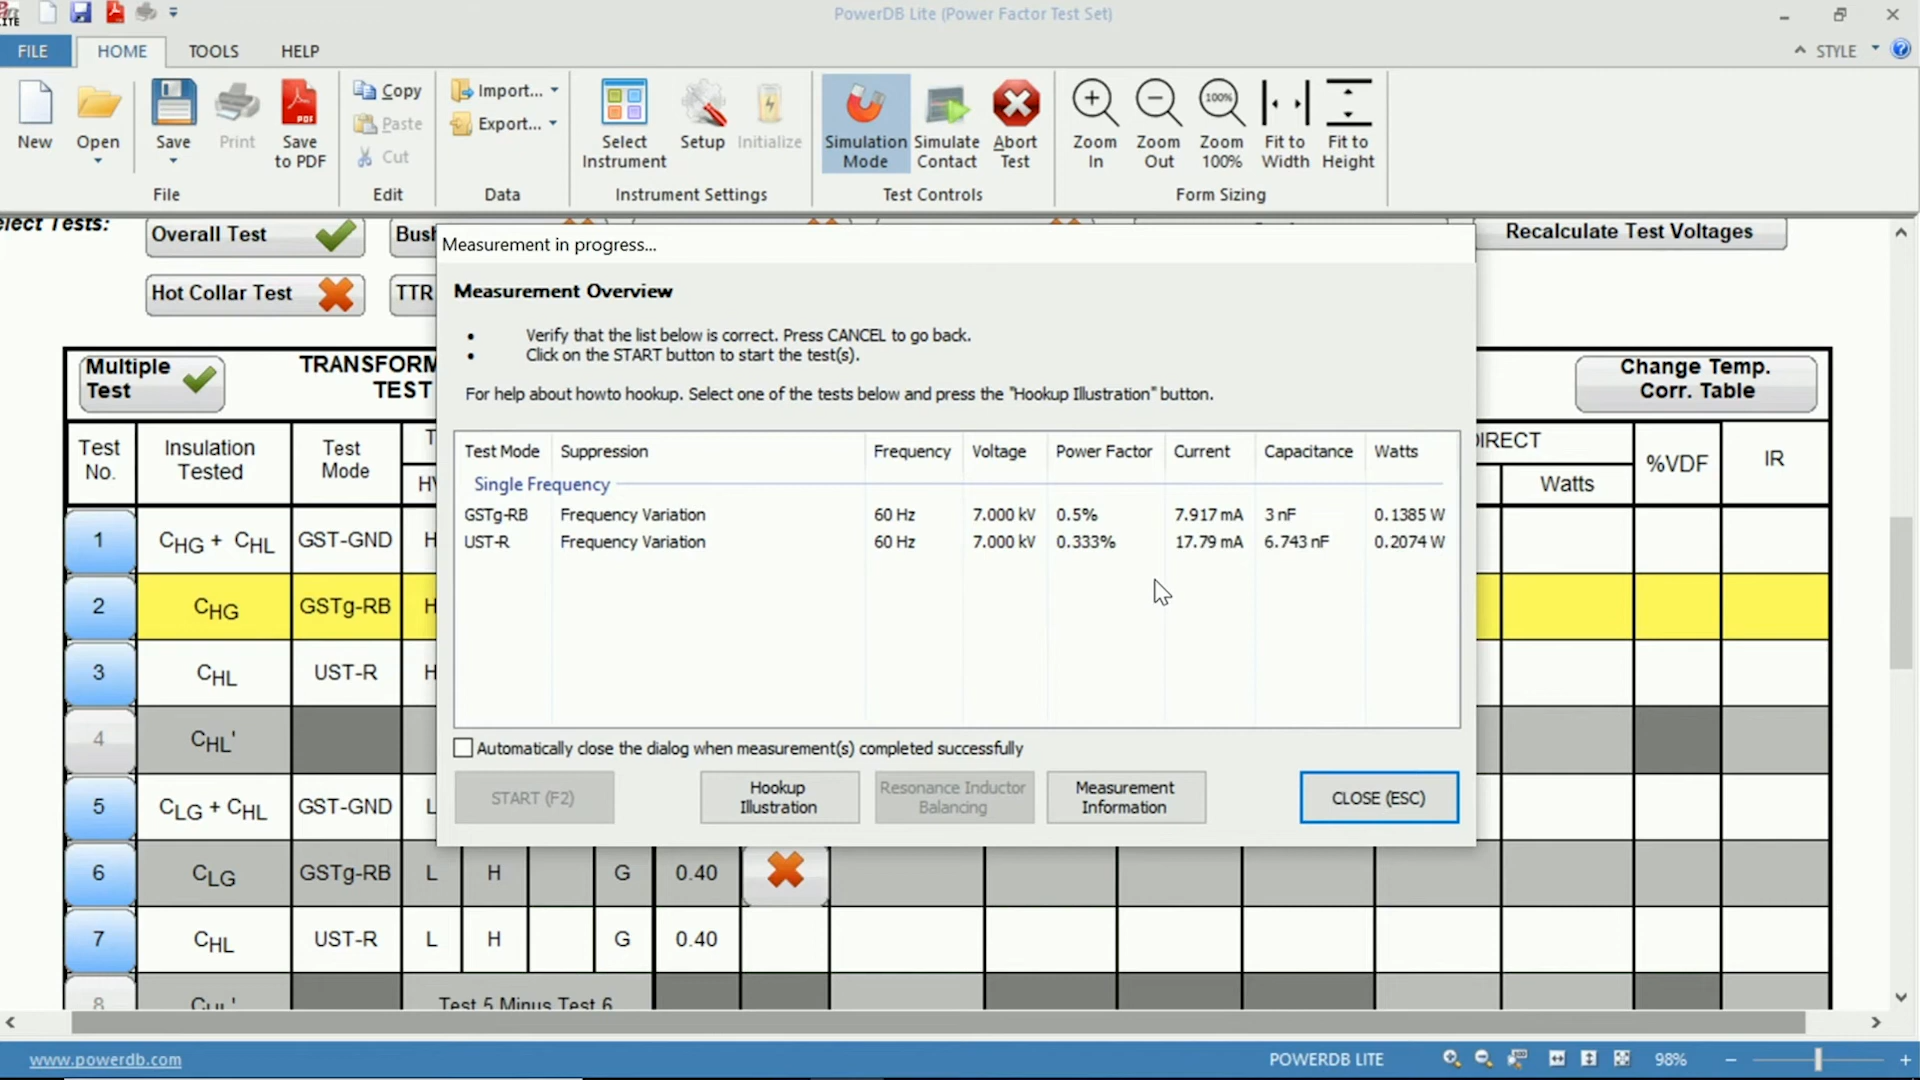 PowerDB Lite (Power Factor Test Set)
FILE HOME TOOLS HELP STYLE
New Open Save Print Save to PDF
Copy
Paste
Cut
Import...
Export...
Select Instrument Setup Initialize
Simulation Mode Simulate Contact Abort Test
Zoom In Zoom Out 100% Zoom 100% Fit to Width Fit to Height
File Edit Data Instrument Settings Test Controls Form Sizing
elect Tests: Overall Test Bush Recalculate Test Voltages
Hot Collar Test TTR
Multiple Test TRANSFORM TEST Change Temp. Corr. Table
Test No. Insulation Tested Test Mode HV DIRECT Watts %VDF IR
1 CHG + CHL GST-GND H
2 CHG GSTg-RB H
3 CHL UST-R H
4 CHL'
5 CLG + CHL GST-GND L
6 CLG GSTg-RB L H G 0.40
7 CHL UST-R L H G 0.40
8 CHL' Test 5 Minus Test 6
Measurement in progress...
Measurement Overview
• Verify that the list below is correct. Press CANCEL to go back.
• Click on the START button to start the test(s).
For help about howto hookup. Select one of the tests below and press the "Hookup Illustration" button.
Test Mode Suppression Frequency Voltage Power Factor Current Capacitance Watts
Single Frequency
GSTg-RB Frequency Variation 60 Hz 7.000 kV 0.5% 7.917 mA 3 nF 0.1385 W
UST-R Frequency Variation 60 Hz 7.000 kV 0.333% 17.79 mA 6.743 nF 0.2074 W
Automatically close the dialog when measurement(s) completed successfully
START (F2) Hookup Illustration Resonance Inductor Balancing Measurement Information CLOSE (ESC)
www.powerdb.com POWERDB LITE 98%